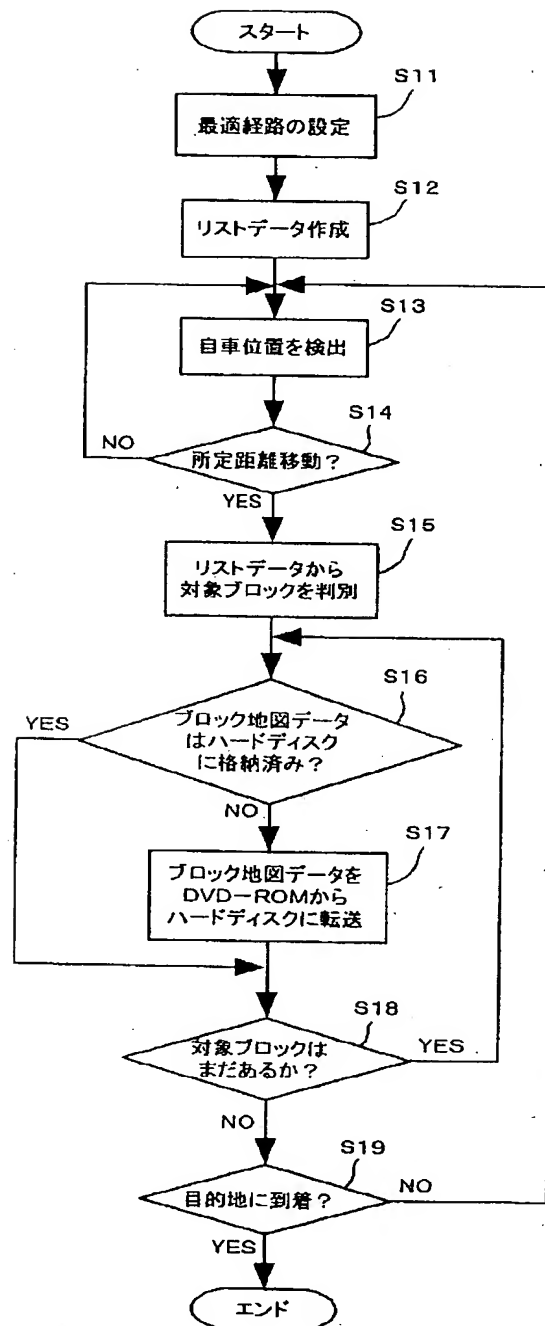 スタート
S11
最適経路の設定
S12
リストデータ作成
S13
自車位置を検出
S14
NO
所定距離移動?
YES
S15
リストデータから
対象ブロックを判別
S16
YES
ブロック地図データ
はハードディスク
に格納済み?
NO
S17
ブロック地図データを
DVD−ROMから
ハードディスクに転送
S18
対象ブロックは
まだあるか?
YES
NO
S19
目的地に到着?
NO
YES
エンド